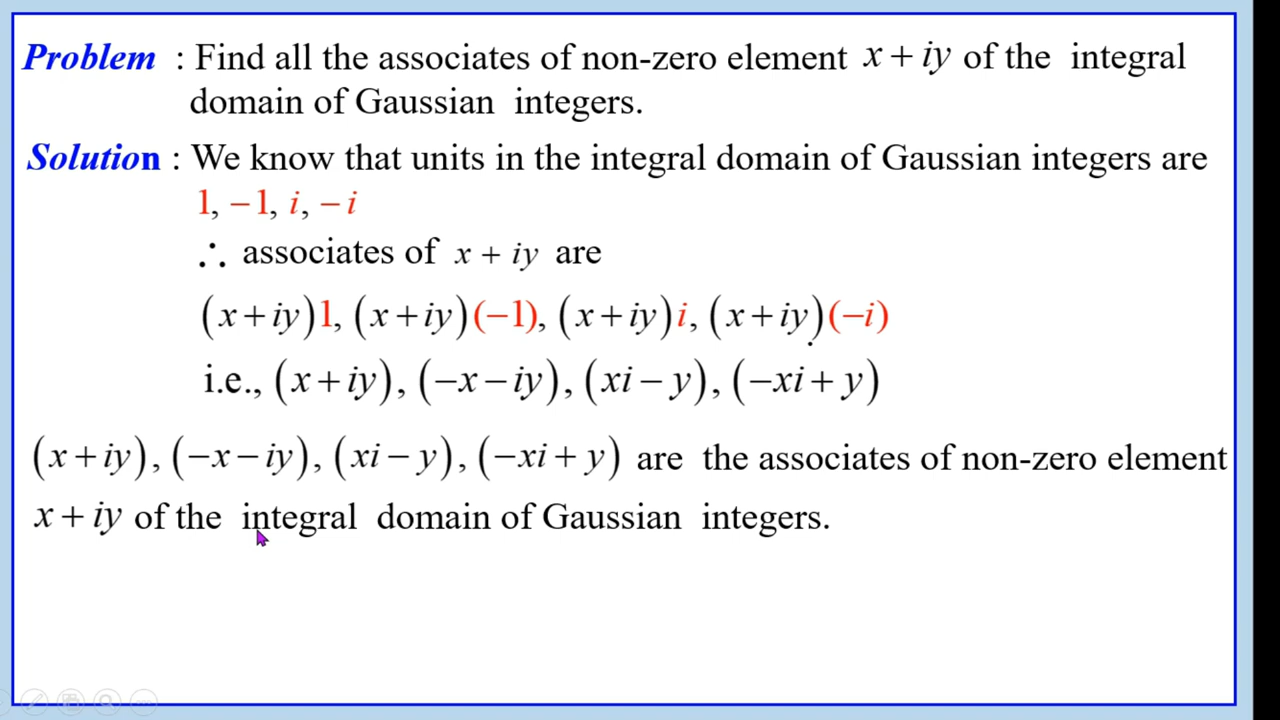 Problem : Find all the associates of non-zero element x + iy of the integral
domain of Gaussian integers.
Solution : We know that units in the integral domain of Gaussian integers are
1, −1, i, −i
∴ associates of x + iy are
(x + iy)1, (x + iy)(−1), (x + iy)i, (x + iy)(−i)
i.e., (x + iy), (−x − iy), (xi − y), (−xi + y)
(x + iy), (−x − iy), (xi − y), (−xi + y) are the associates of non-zero element
x + iy of the integral domain of Gaussian integers.